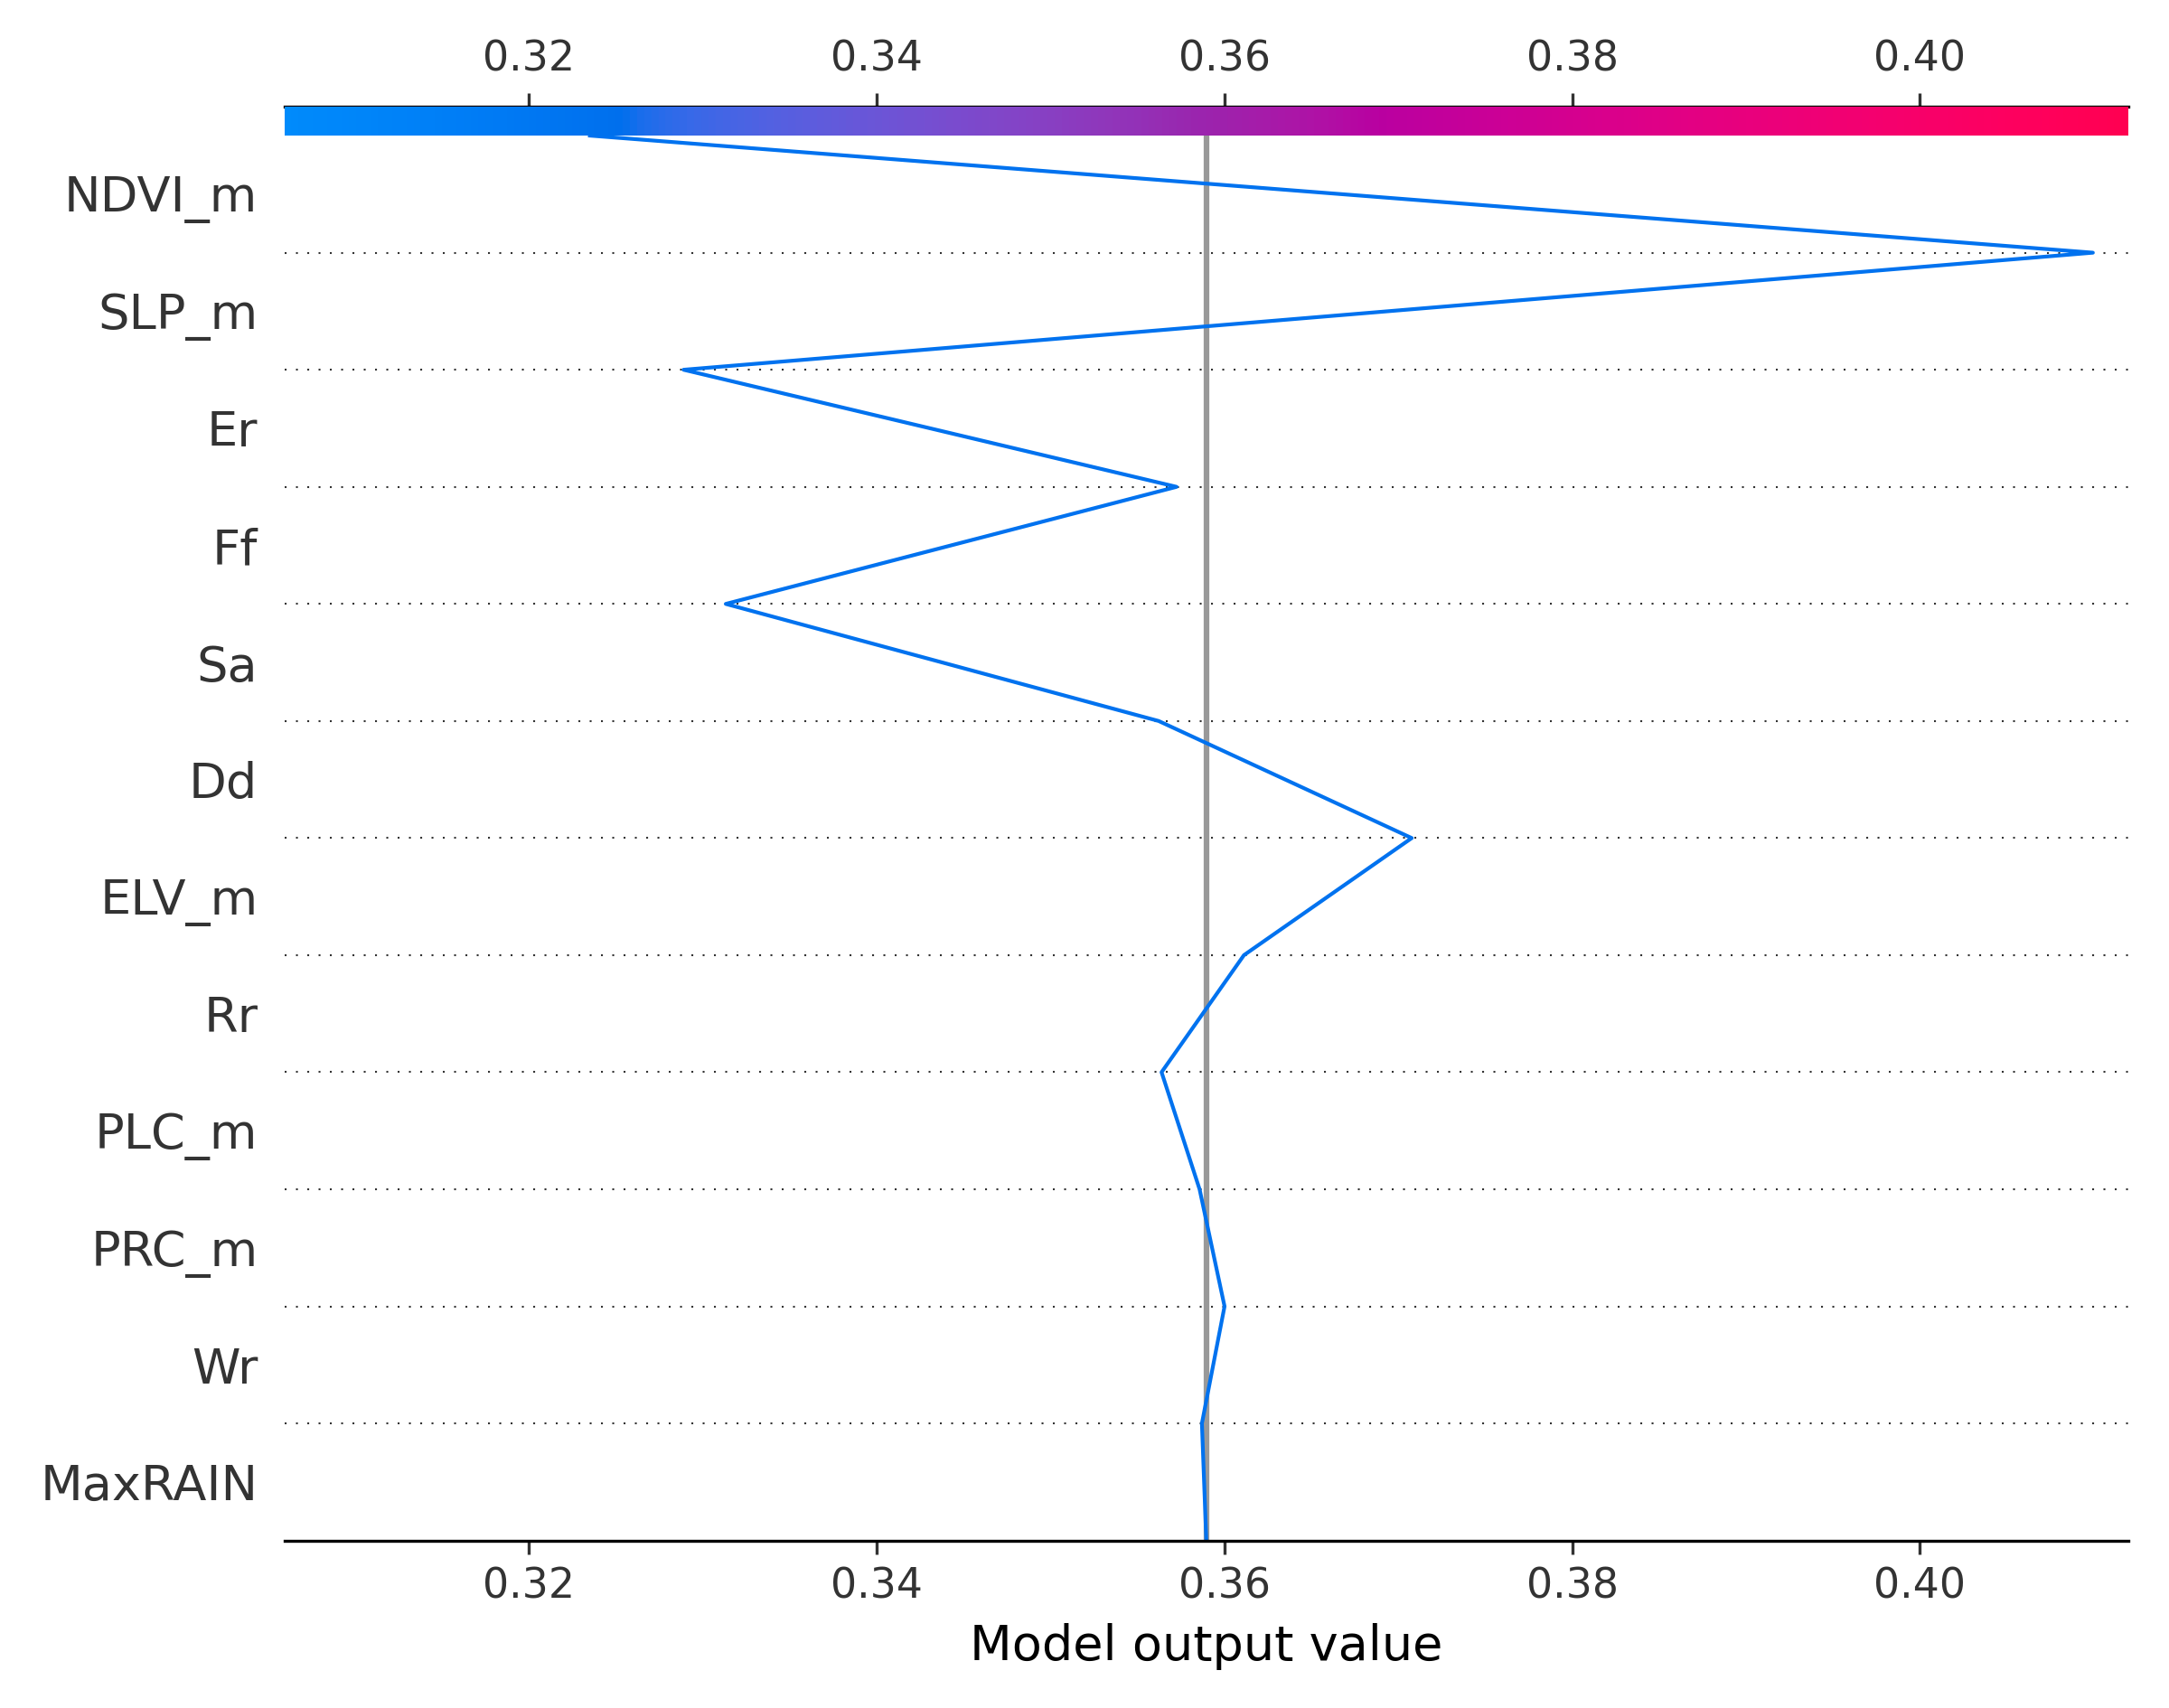 0.32 0.34 0.36 0.38 0.40
NDVI_m
SLP_m
Er
Ff
Sa
Dd
ELV_m
Rr
PLC_m
PRC_m
Wr
MaxRAIN
0.32 0.34 0.36 0.38 0.40
Model output value